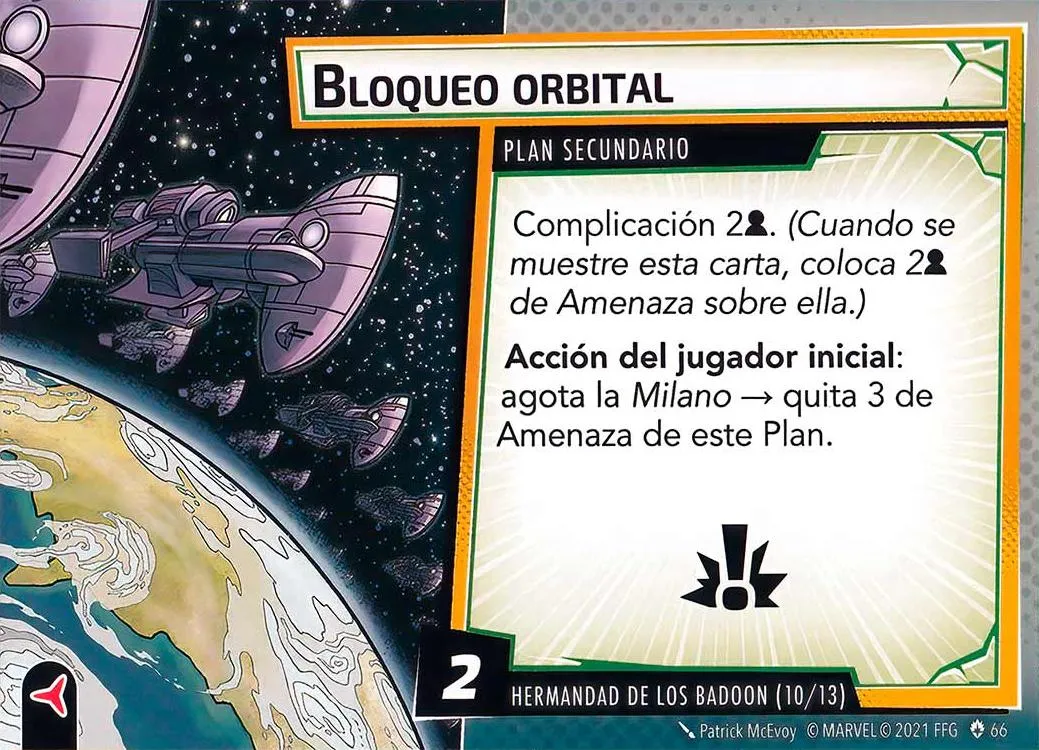 Bloqueo orbital
PLAN SECUNDARIO
Complicación 2. (Cuando se
muestre esta carta, coloca 2
de Amenaza sobre ella.)
Acción del jugador inicial:
agota la Milano → quita 3 de
Amenaza de este Plan.
2
HERMANDAD DE LOS BADOON (10/13)
Patrick McEvoy © MARVEL © 2021 FFG 66